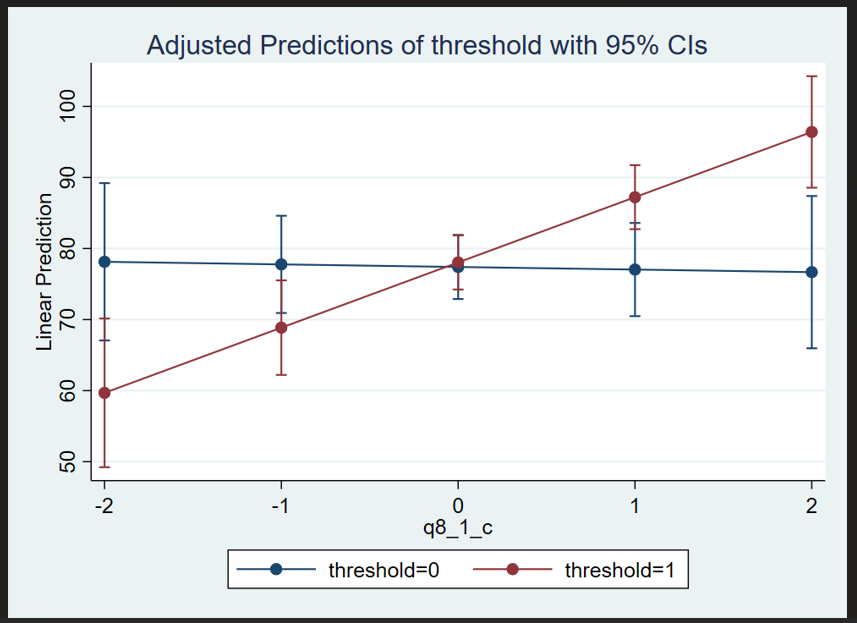 Adjusted Predictions of threshold with 95% CIs
Linear Prediction
100
90
80
70
60
50
-2 -1 0 1 2
q8_1_c
threshold=0 threshold=1